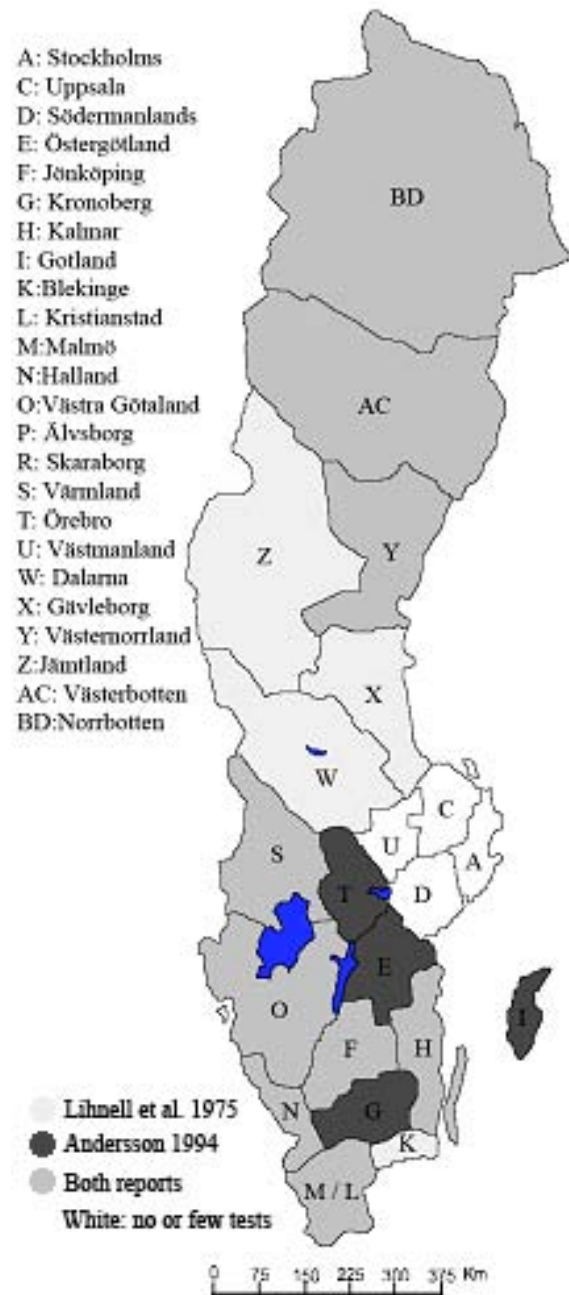 A: Stockholms
C: Uppsala
D: Södermanlands
E: Östergötland
F: Jönköping
G: Kronoberg
H: Kalmar
I: Gotland
K:Blekinge
L: Kristianstad
M:Malmö
N:Halland
O:Västra Götaland
P: Älvsborg
R: Skaraborg
S: Värmland
T: Örebro
U: Västmanland
W: Dalarna
X: Gävleborg
Y: Västernorrland
Z:Jämtland
AC: Västerbotten
BD:Norrbotten
BD
AC
Z
Y
X
W
C
S
U
A
T
D
E
O
I
F
H
N
G
K
M / L
Lihnell et al. 1975
Andersson 1994
Both reports
White: no or few tests
0 75 150 225 300 375 Km